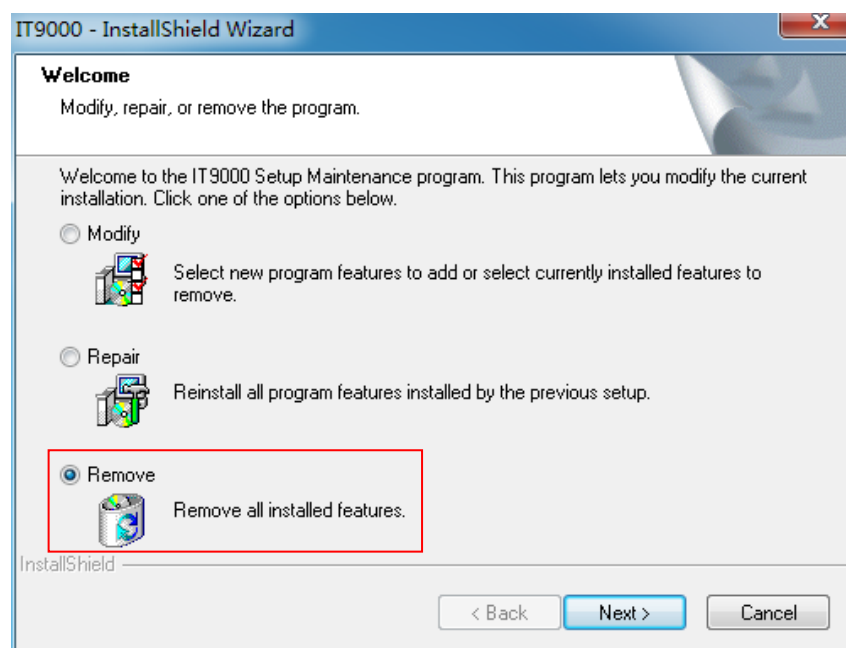 IT9000 - InstallShield Wizard
Welcome
Modify, repair, or remove the program.
Welcome to the IT9000 Setup Maintenance program. This program lets you modify the current
installation. Click one of the options below.
Modify
Select new program features to add or select currently installed features to
remove.
Repair
Reinstall all program features installed by the previous setup.
Remove
Remove all installed features.
InstallShield
< Back
Next >
Cancel